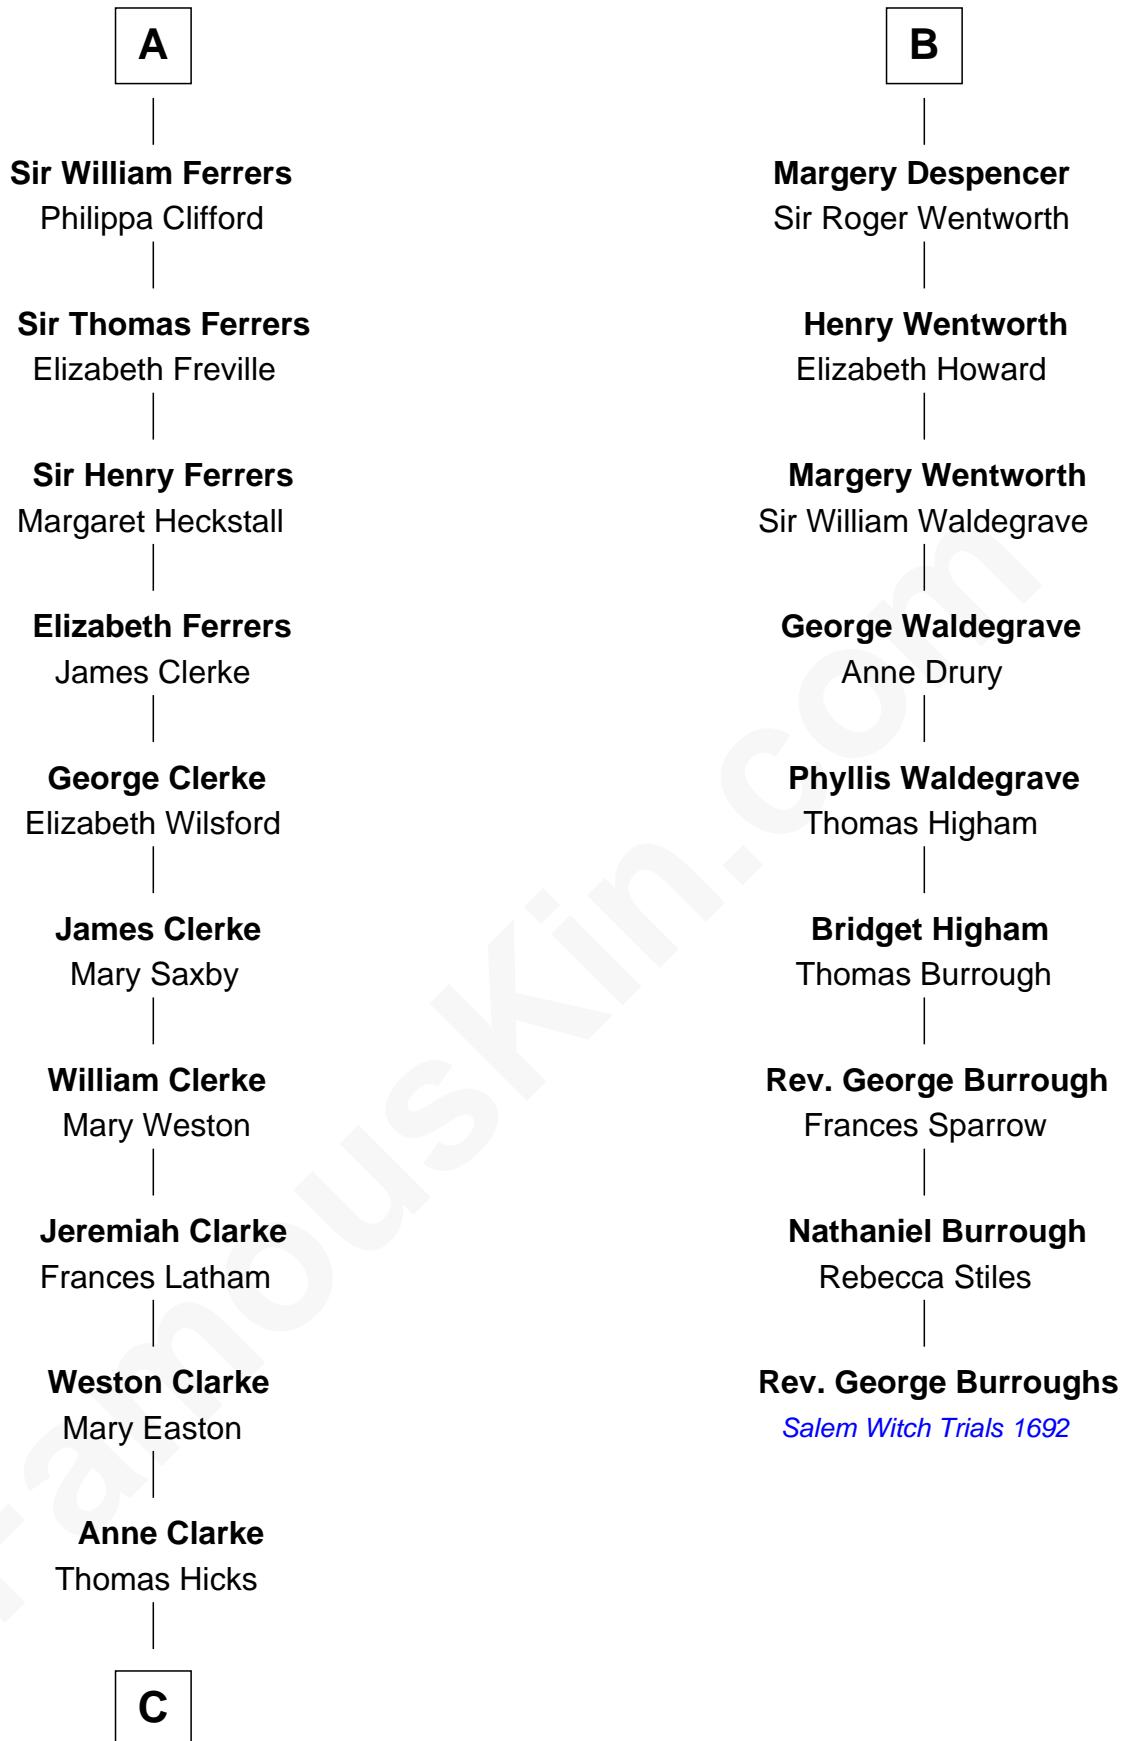 A
Sir William Ferrers
Philippa Clifford
Sir Thomas Ferrers
Elizabeth Freville
Sir Henry Ferrers
Margaret Heckstall
Elizabeth Ferrers
James Clerke
George Clerke
Elizabeth Wilsford
James Clerke
Mary Saxby
William Clerke
Mary Weston
Jeremiah Clarke
Frances Latham
Weston Clarke
Mary Easton
Anne Clarke
Thomas Hicks
C
B
Margery Despencer
Sir Roger Wentworth
Henry Wentworth
Elizabeth Howard
Margery Wentworth
Sir William Waldegrave
George Waldegrave
Anne Drury
Phyllis Waldegrave
Thomas Higham
Bridget Higham
Thomas Burrough
Rev. George Burrough
Frances Sparrow
Nathaniel Burrough
Rebecca Stiles
Rev. George Burroughs
Salem Witch Trials 1692
FamousKin.com